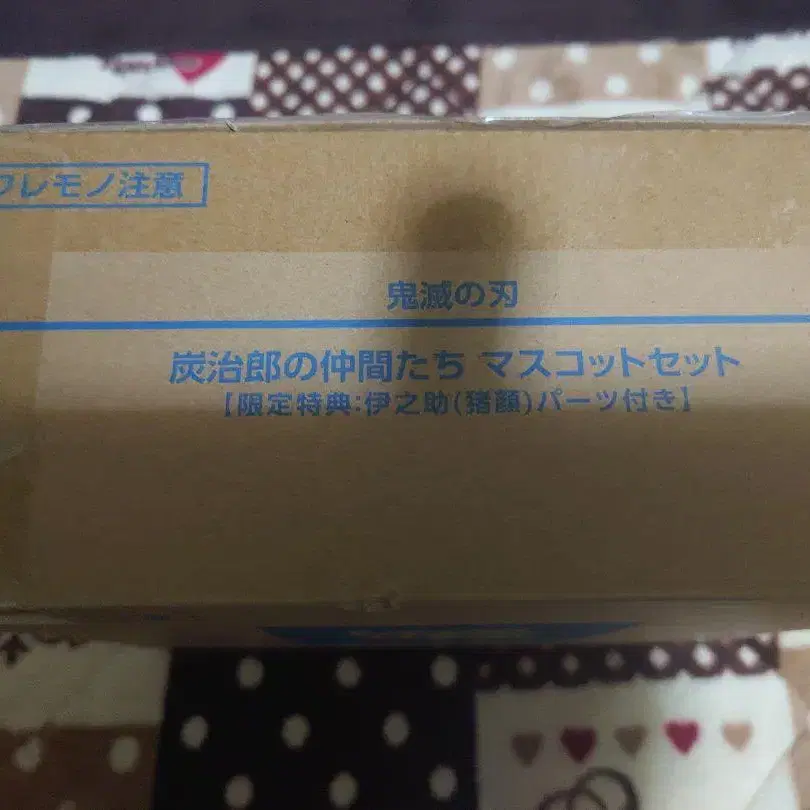 ワレモノ注意
鬼滅の刃
炭治郎の仲間たち マスコットセット
【限定特典:伊之助(猪頭)パーツ付き】